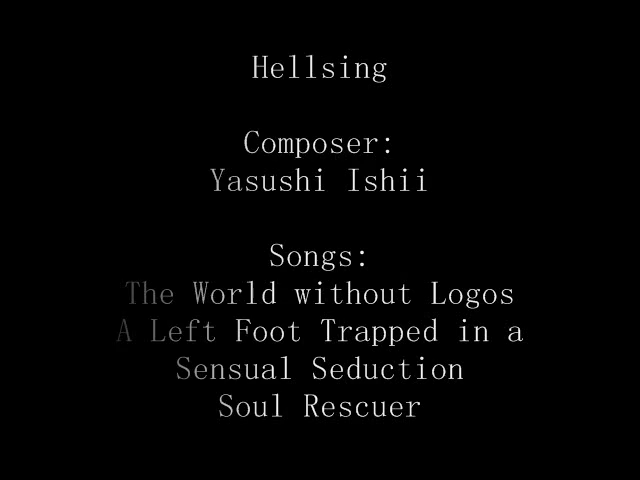 Hellsing
Composer:
Yasushi Ishii
Songs:
The World without Logos
A Left Foot Trapped in a
Sensual Seduction
Soul Rescuer